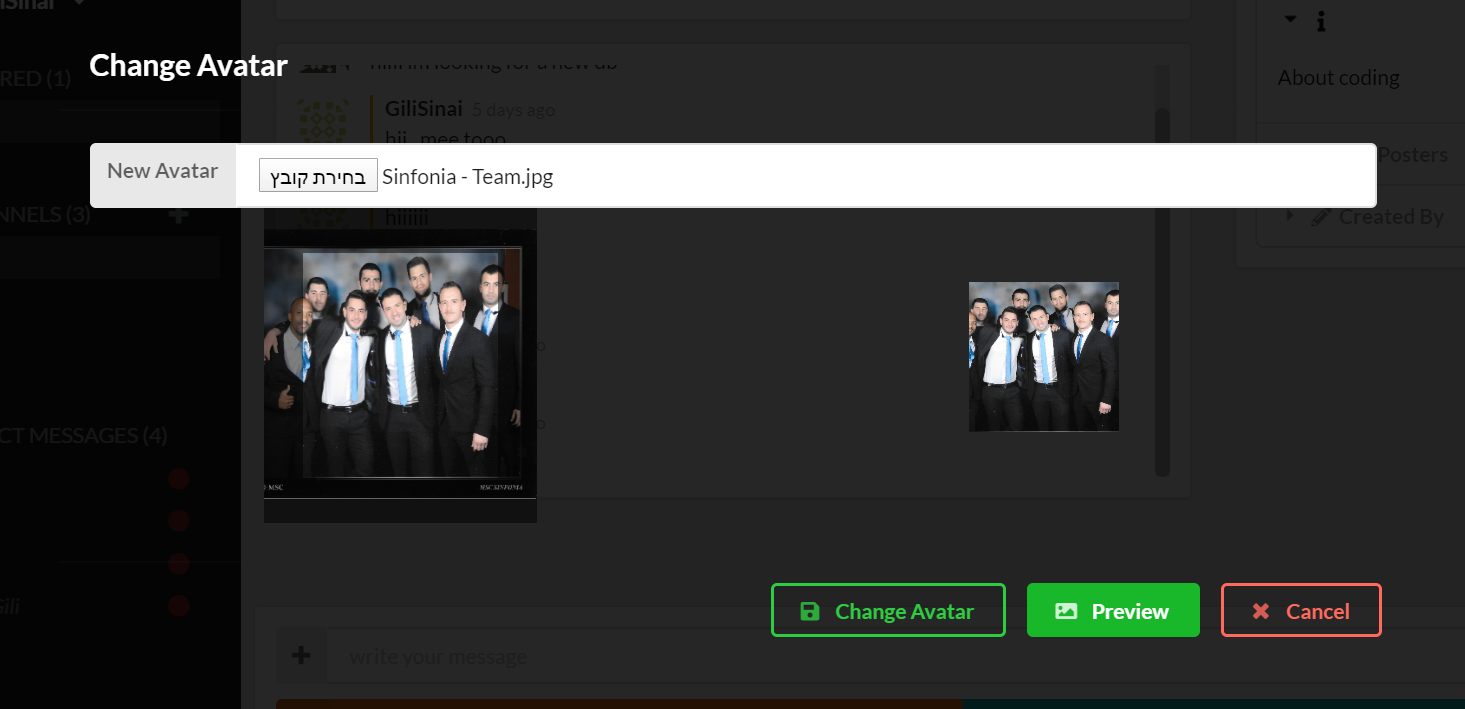 iSinai
Change Avatar
RED (1)
hiii im looking for a new db
GiliSinai 5 days ago
hii.. mee tooo
About coding
New Avatar
בחירת קובץ Sinfonia - Team.jpg
Posters
NNELS (3)
hiiiiii
Created By
MSC
MSC SINFONIA
CT MESSAGES (4)
Gili
Change Avatar
Preview
Cancel
write your message